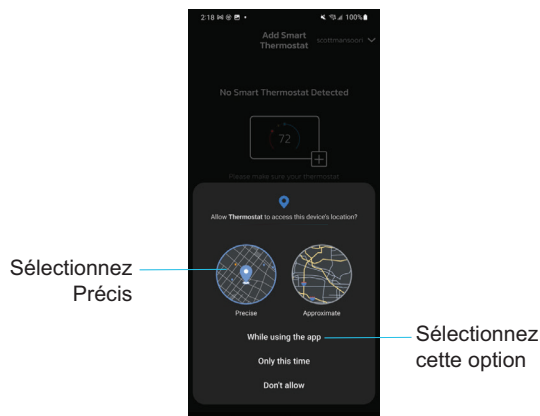 2:18
100%
Add Smart
Thermostat
scottmansoon
No Smart Thermostat Detected
72
Please make sure your thermostat
Allow Thermostat to access this device's location?
Sélectionnez
Précis
Precise
Approximate
While using the app
Sélectionnez
cette option
Only this time
Don't allow